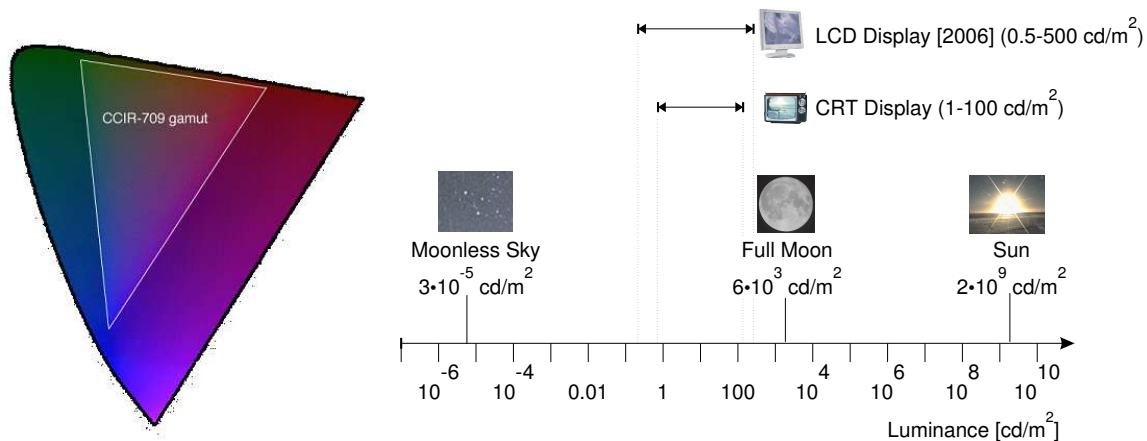 CCIR-709 gamut
LCD Display [2006] (0.5-500 cd/m²)
CRT Display (1-100 cd/m²)
Moonless Sky
3•10⁻⁵ cd/m²
Full Moon
6•10³ cd/m²
Sun
2•10⁹ cd/m²
10⁻⁶ 10⁻⁴ 0.01 1 100 10⁴ 10⁶ 10⁸ 10¹⁰
Luminance [cd/m²]